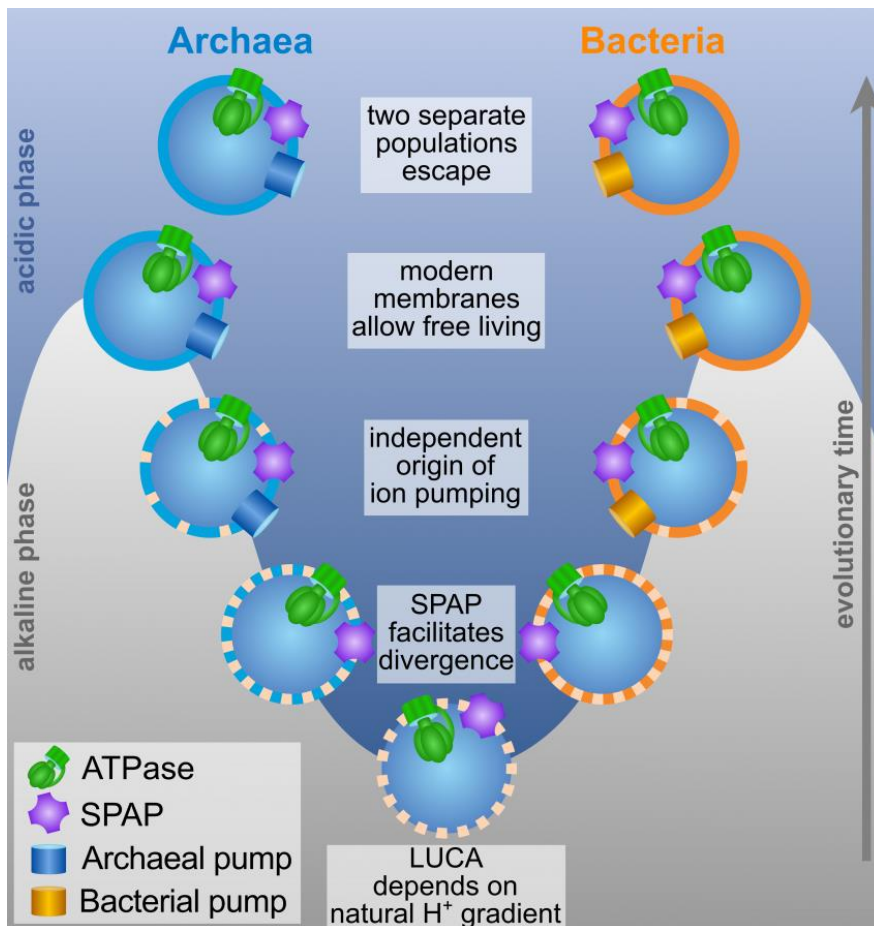 Archaea
Bacteria
two separate
populations
escape
acidic phase
modern
membranes
allow free living
independent
origin of
ion pumping
alkaline phase
evolutionary time
SPAP
facilitates
divergence
ATPase
SPAP
Archaeal pump
Bacterial pump
LUCA
depends on
natural H⁺ gradient